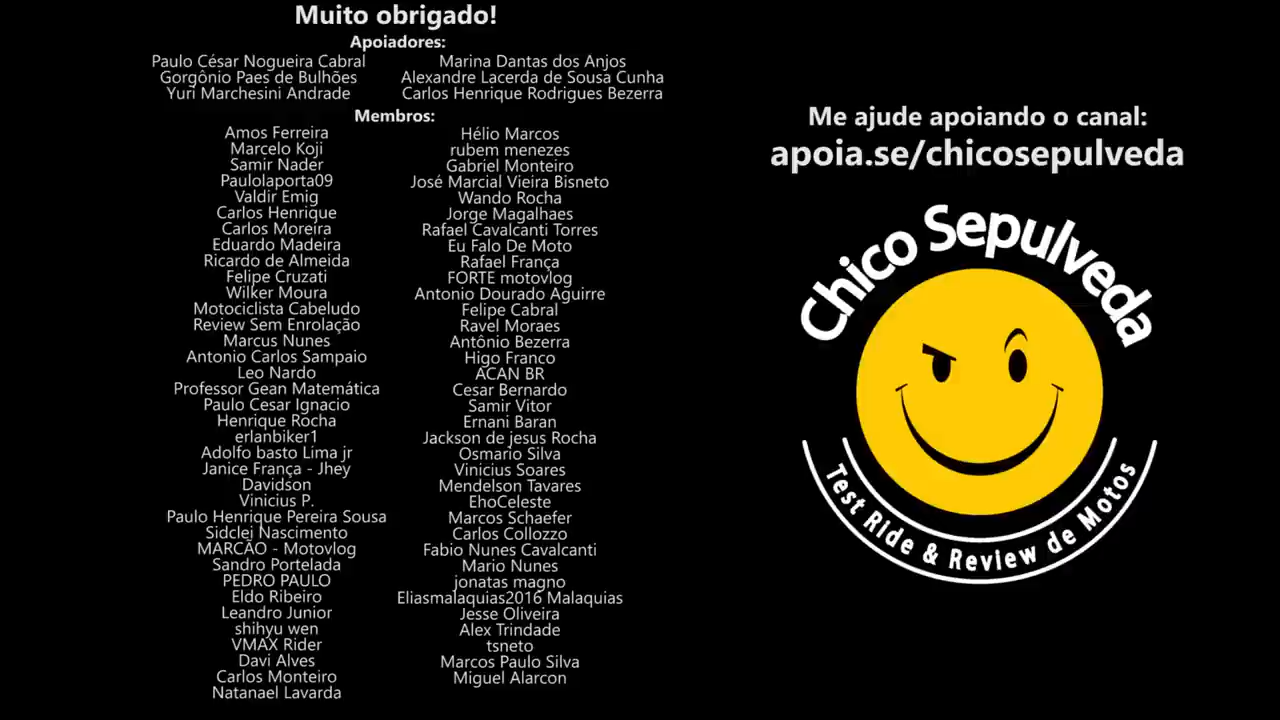 Muito obrigado!
Apoiadores:
Paulo César Nogueira Cabral
Gorgônio Paes de Bulhões
Yuri Marchesini Andrade
Marina Dantas dos Anjos
Alexandre Lacerda de Sousa Cunha
Carlos Henrique Rodrigues Bezerra
Membros:
Amos Ferreira
Marcelo Koji
Samir Nader
Paulolaporta09
Valdir Emig
Carlos Henrique
Carlos Moreira
Eduardo Madeira
Ricardo de Almeida
Felipe Cruzati
Wilker Moura
Motociclista Cabeludo
Review Sem Enrolação
Marcus Nunes
Antonio Carlos Sampaio
Leo Nardo
Professor Gean Matemática
Paulo Cesar Ignacio
Henrique Rocha
erlanbiker1
Adolfo basto Lima jr
Janice França - Jhey
Davidson
Vinicius P.
Paulo Henrique Pereira Sousa
Sidclei Nascimento
MARCÃO - Motovlog
Sandro Portelada
PEDRO PAULO
Eldo Ribeiro
Leandro Junior
shihyu wen
VMAX Rider
Davi Alves
Carlos Monteiro
Natanael Lavarda
Hélio Marcos
rubem menezes
Gabriel Monteiro
José Marcial Vieira Bisneto
Wando Rocha
Jorge Magalhaes
Rafael Cavalcanti Torres
Eu Falo De Moto
Rafael França
FORTE motovlog
Antonio Dourado Aguirre
Felipe Cabral
Ravel Moraes
Antônio Bezerra
Higo Franco
ACAN BR
Cesar Bernardo
Samir Vitor
Ernani Baran
Jackson de jesus Rocha
Osmario Silva
Vinicius Soares
Mendelson Tavares
EhoCeleste
Marcos Schaefer
Carlos Collozzo
Fabio Nunes Cavalcanti
Mario Nunes
jonatas magno
Eliasmalaquias2016 Malaquias
Jesse Oliveira
Alex Trindade
tsneto
Marcos Paulo Silva
Miguel Alarcon
Me ajude apoiando o canal:
apoia.se/chicosepulveda
Chico Sepulveda
Test Ride & Review de Motos